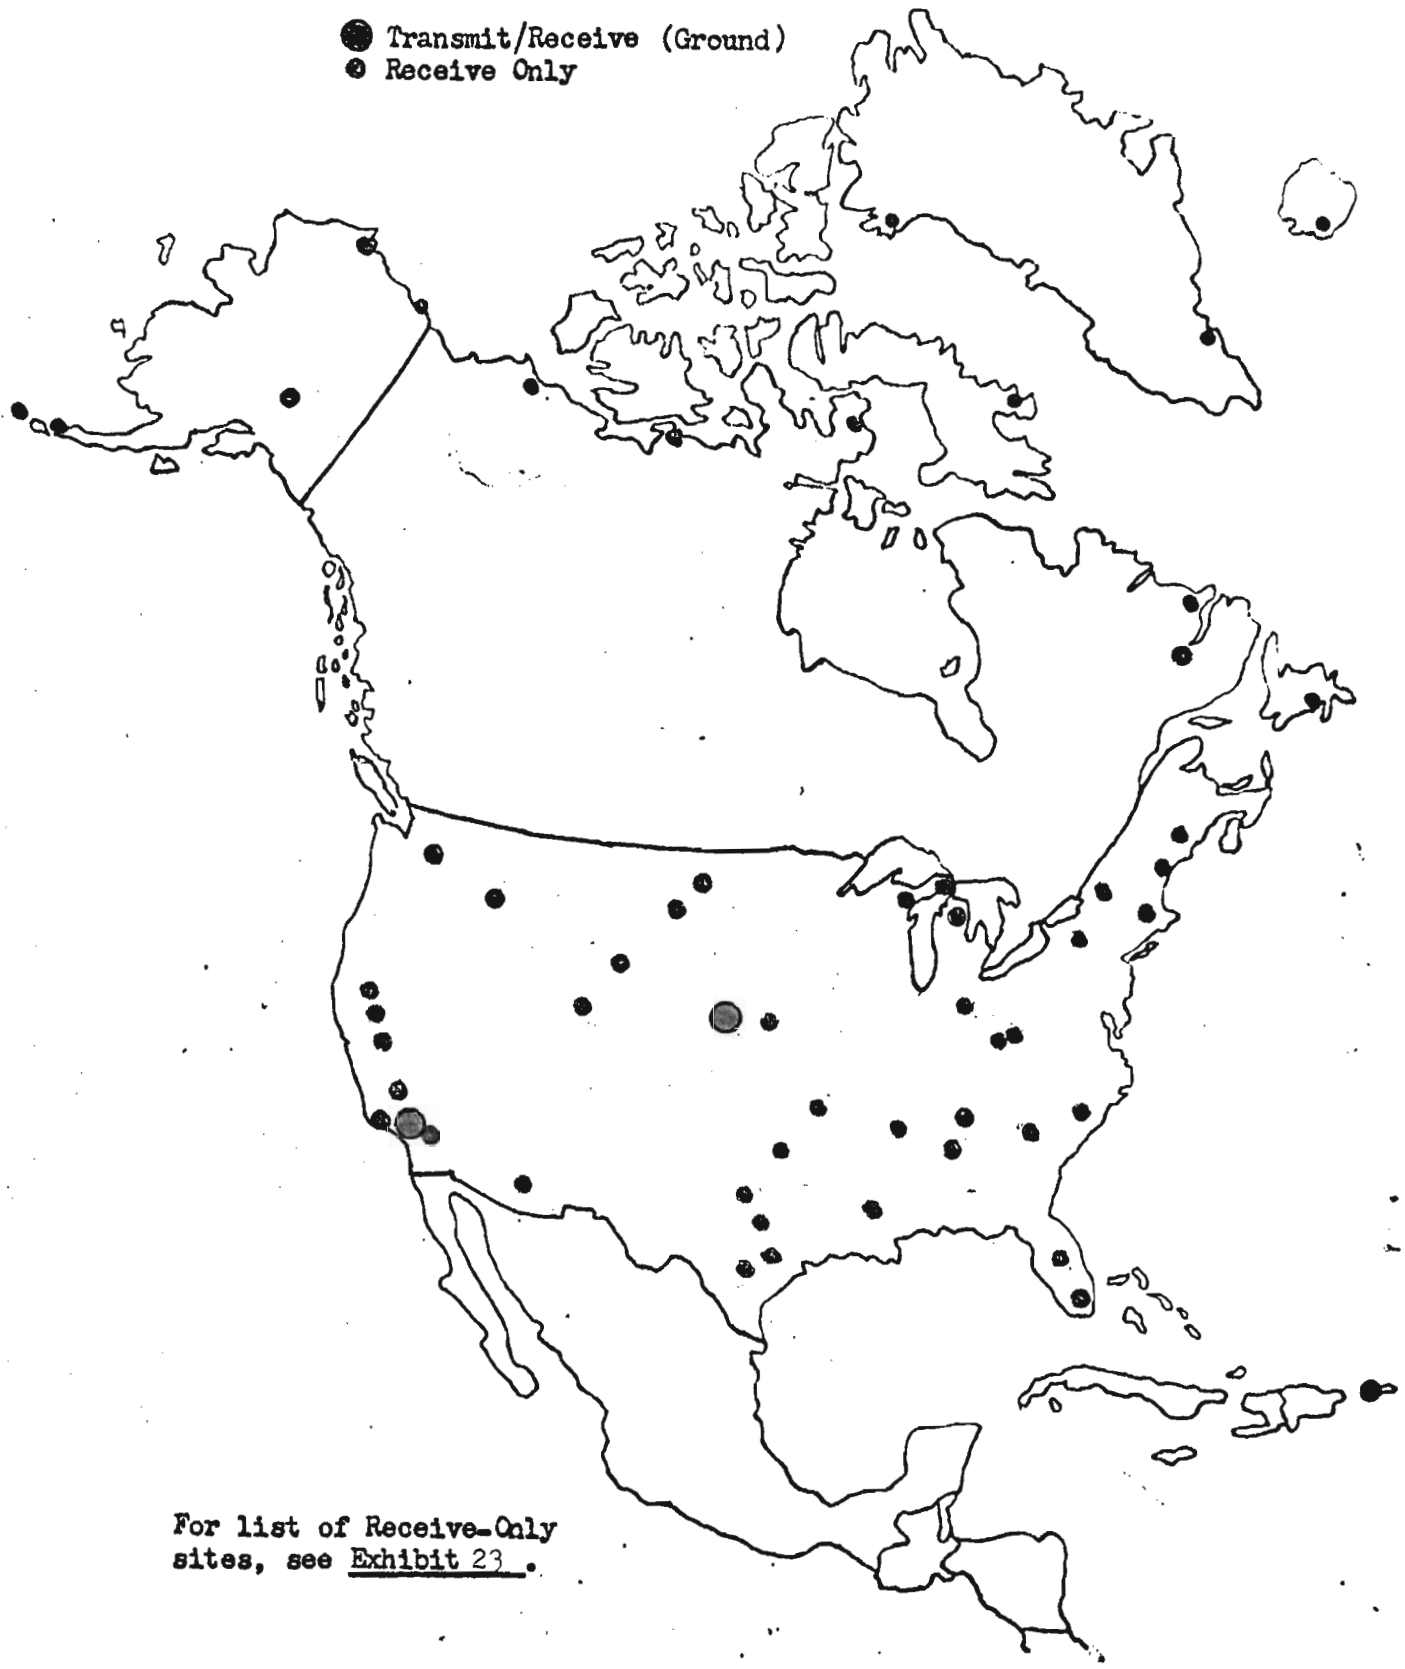 Transmit/Receive (Ground)
Receive Only
For list of Receive-Only
sites, see Exhibit 23.